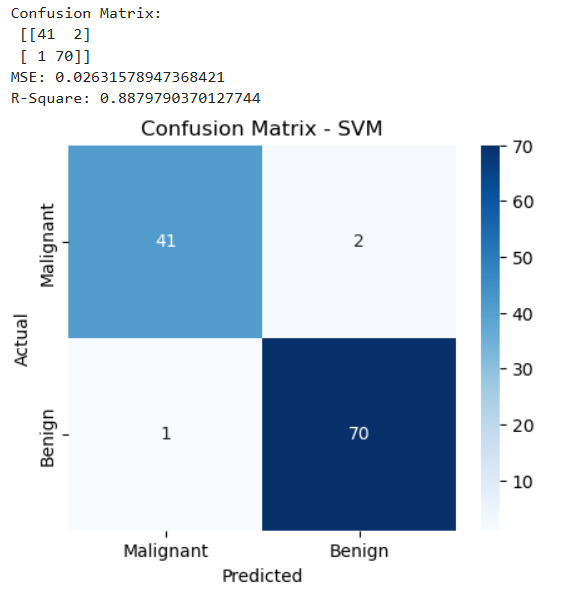 Confusion Matrix:
[[41  2]
[ 1 70]]
MSE: 0.02631578947368421
R-Square: 0.8879790370127744
Confusion Matrix - SVM
70
60
50
40
30
20
10
Actual
Malignant
41
2
Benign
1
70
Malignant
Benign
Predicted